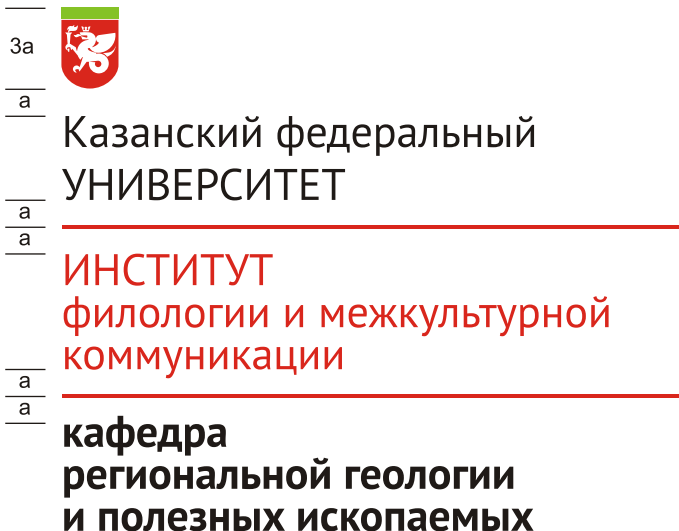 3a
a
Казанский федеральный
УНИВЕРСИТЕТ
a
a
ИНСТИТУТ
филологии и межкультурной
коммуникации
a
a
кафедра
региональной геологии
и полезных ископаемых